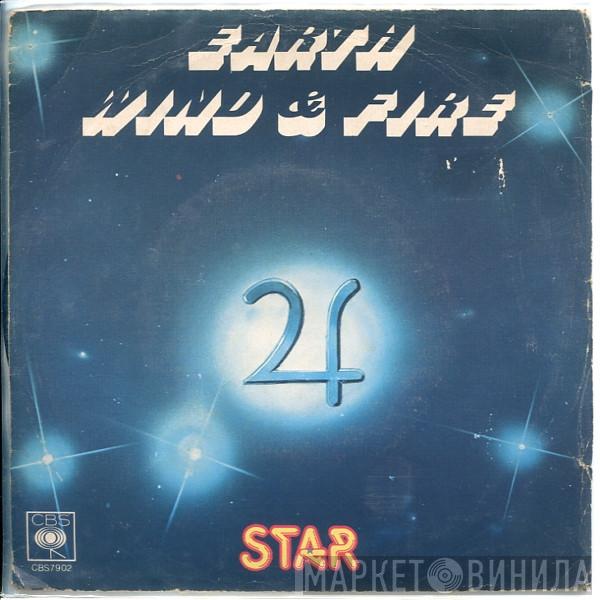 EARTH
WIND & FIRE
STAR
CBS
CBS7902
МАРКЕТ ВИНИЛА